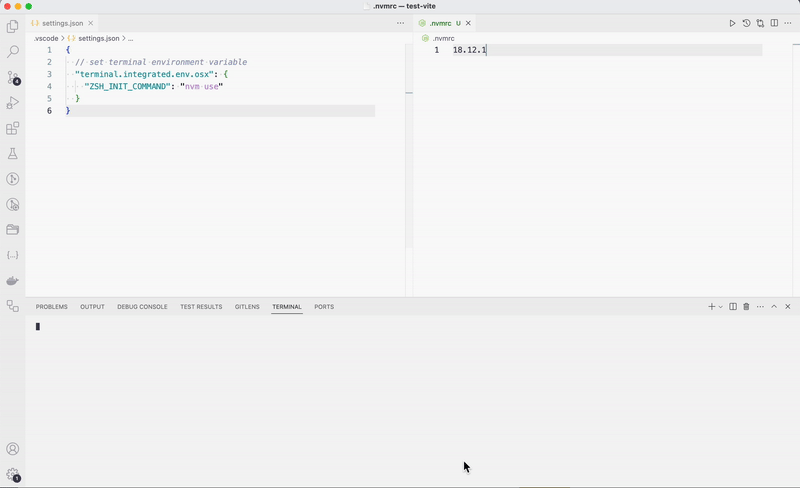 .nvmrc — test-vite
settings.json
.vscode > settings.json > ...
1 {
2 // set terminal environment variable
3 "terminal.integrated.env.osx": {
4 "ZSH_INIT_COMMAND": "nvm use"
5 }
6 }
.nvmrc U
.nvmrc
1 18.12.1
4
PROBLEMS OUTPUT DEBUG CONSOLE TEST RESULTS GITLENS TERMINAL PORTS
1